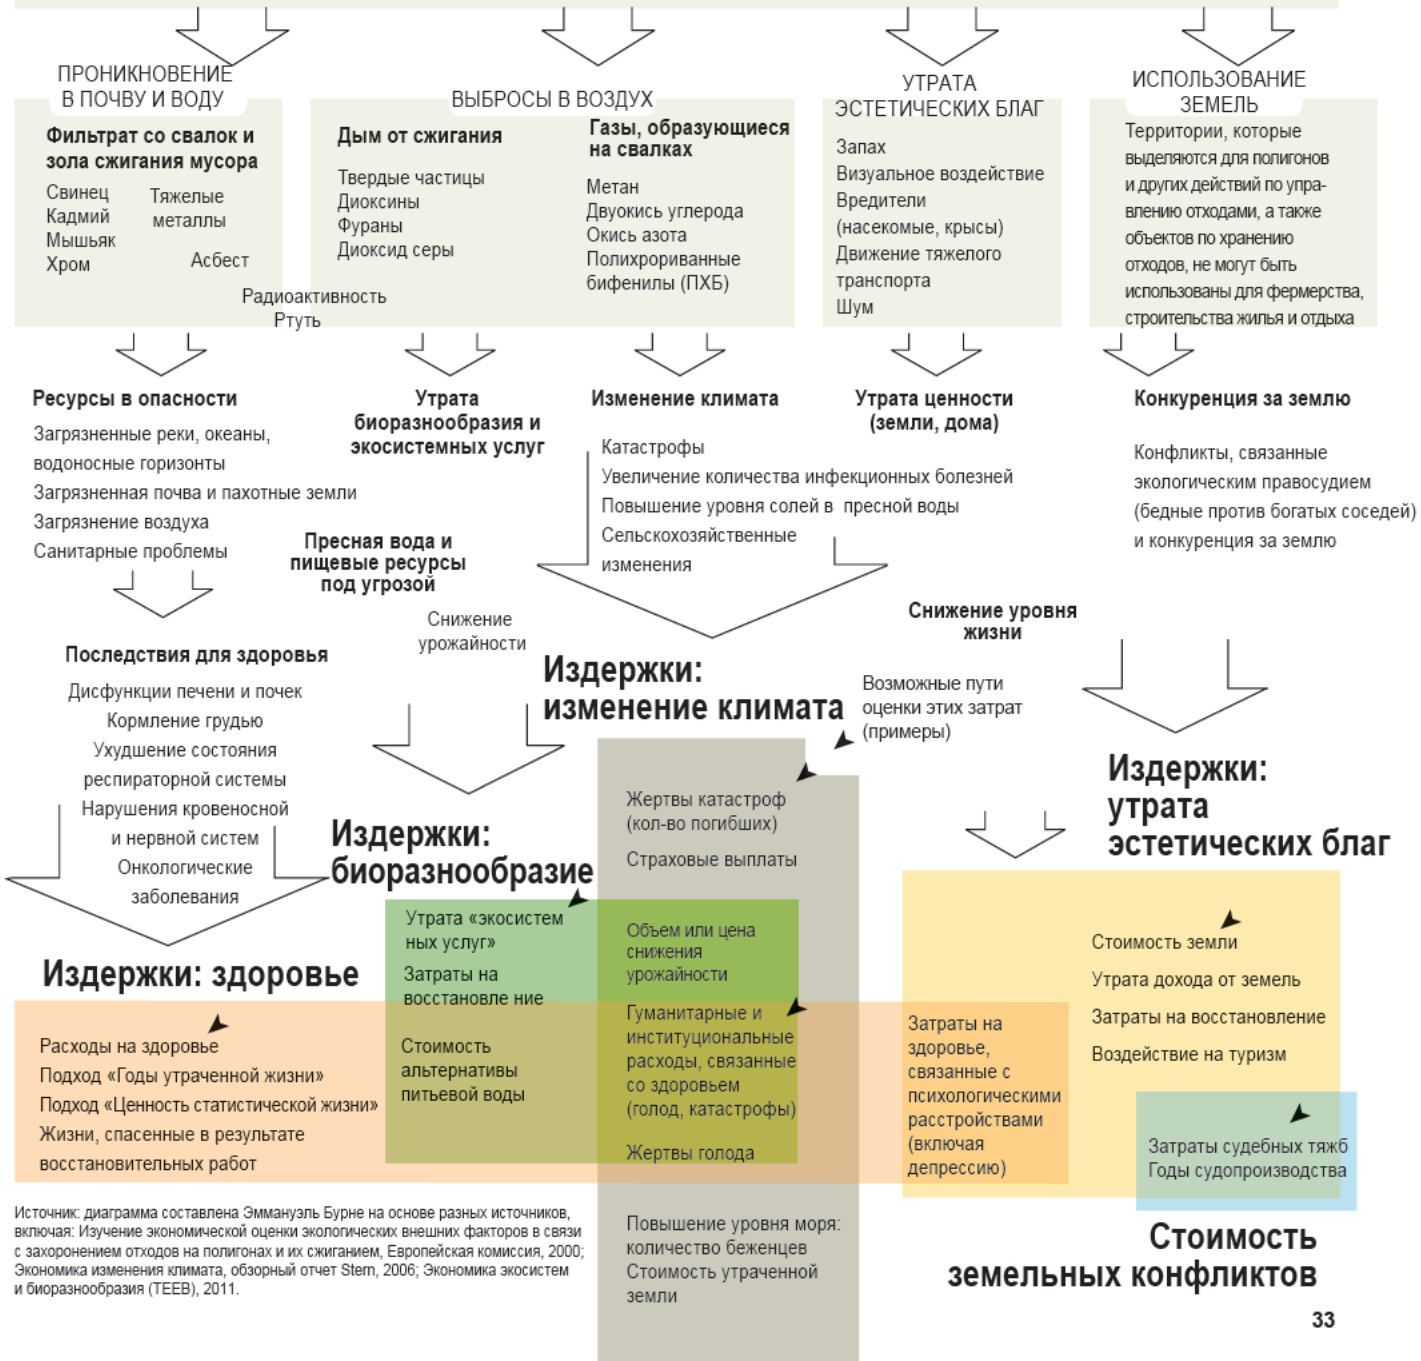 ПРОНИКНОВЕНИЕ
В ПОЧВУ И ВОДУ
Фильтрат со свалок и
зола сжигания мусора
Свинец
Кадмий
Мышьяк
Хром
Тяжелые
металлы
Асбест
Радиоактивность
Ртуть
ВЫБРОСЫ В ВОЗДУХ
Дым от сжигания
Твердые частицы
Диоксины
Фураны
Диоксид серы
Газы, образующиеся
на свалках
Метан
Двуокись углерода
Окись азота
Полихрориванные
бифенилы (ПХБ)
УТРАТА
ЭСТЕТИЧЕСКИХ БЛАГ
Запах
Визуальное воздействие
Вредители
(насекомые, крысы)
Движение тяжелого
транспорта
Шум
ИСПОЛЬЗОВАНИЕ
ЗЕМЕЛЬ
Территории, которые
выделяются для полигонов
и других действий по упра-
влению отходами, а также
объектов по хранению
отходов, не могут быть
использованы для фермерства,
строительства жилья и отдыха
Ресурсы в опасности
Загрязненные реки, океаны,
водоносные горизонты
Загрязненная почва и пахотные земли
Загрязнение воздуха
Санитарные проблемы
Утрата
биоразнообразия и
экосистемных услуг
Пресная вода и
пищевые ресурсы
под угрозой
Снижение
урожайности
Изменение климата
Катастрофы
Увеличение количества инфекционных болезней
Повышение уровня солей в пресной воды
Сельскохозяйственные
изменения
Утрата ценности
(земли, дома)
Конкуренция за землю
Конфликты, связанные
экологическим правосудием
(бедные против богатых соседей)
и конкуренция за землю
Снижение уровня
жизни
Последствия для здоровья
Дисфункции печени и почек
Кормление грудью
Ухудшение состояния
респираторной системы
Нарушения кровеносной
и нервной систем
Онкологические
заболевания
Издержки:
изменение климата
Возможные пути
оценки этих затрат
(примеры)
Жертвы катастроф
(кол-во погибших)
Страховые выплаты
Издержки:
утрата
эстетических благ
Издержки:
биоразнообразие
Утрата «экосистем
ных услуг»
Затраты на
восстановле ние
Стоимость
альтернативы
питьевой воды
Объем или цена
снижения
урожайности
Гуманитарные и
институциональные
расходы, связанные
со здоровьем
(голод, катастрофы)
Жертвы голода
Издержки: здоровье
Расходы на здоровье
Подход «Годы утраченной жизни»
Подход «Ценность статистической жизни»
Жизни, спасенные в результате
восстановительных работ
Затраты на
здоровье,
связанные с
психологическими
расстройствами
(включая
депрессию)
Стоимость земли
Утрата дохода от земель
Затраты на восстановление
Воздействие на туризм
Затраты судебных тяжб
Годы судопроизводства
Повышение уровня моря:
количество беженцев
Стоимость утраченной
земли
Стоимость
земельных конфликтов
Источник: диаграмма составлена Эммануэль Бурне на основе разных источников,
включая: Изучение экономической оценки экологических внешних факторов в связи
с захоронением отходов на полигонах и их сжиганием, Европейская комиссия, 2000;
Экономика изменения климата, обзорный отчет Stern, 2006; Экономика экосистем
и биоразнообразия (TEEB), 2011.
33